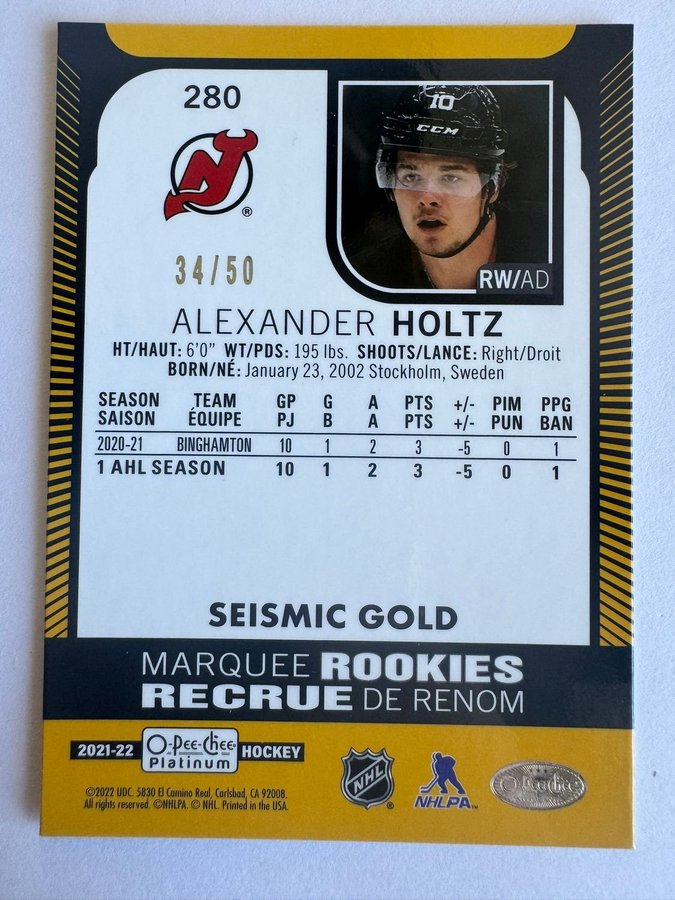 280
10
CCM
N
®
34/50
RW/AD
ALEXANDER HOLTZ
HT/HAUT: 6'0" WT/PDS: 195 lbs. SHOOTS/LANCE: Right/Droit
BORN/NÉ: January 23, 2002 Stockholm, Sweden
SEASON TEAM GP G A PTS +/- PIM PPG
SAISON ÉQUIPE PJ B A PTS +/- PUN BAN
2020-21 BINGHAMTON 10 1 2 3 -5 0 1
1 AHL SEASON 10 1 2 3 -5 0 1
SEISMIC GOLD
MARQUEE ROOKIES
RECRUE DE RENOM
2021-22 O-Pee-Chee Platinum HOCKEY
©2022 UDC. 5830 El Camino Real, Carlsbad, CA 92008.
All rights reserved. ©NHLPA. © NHL. Printed in the USA.
NHL
NHLPA™
O-Pee-Chee